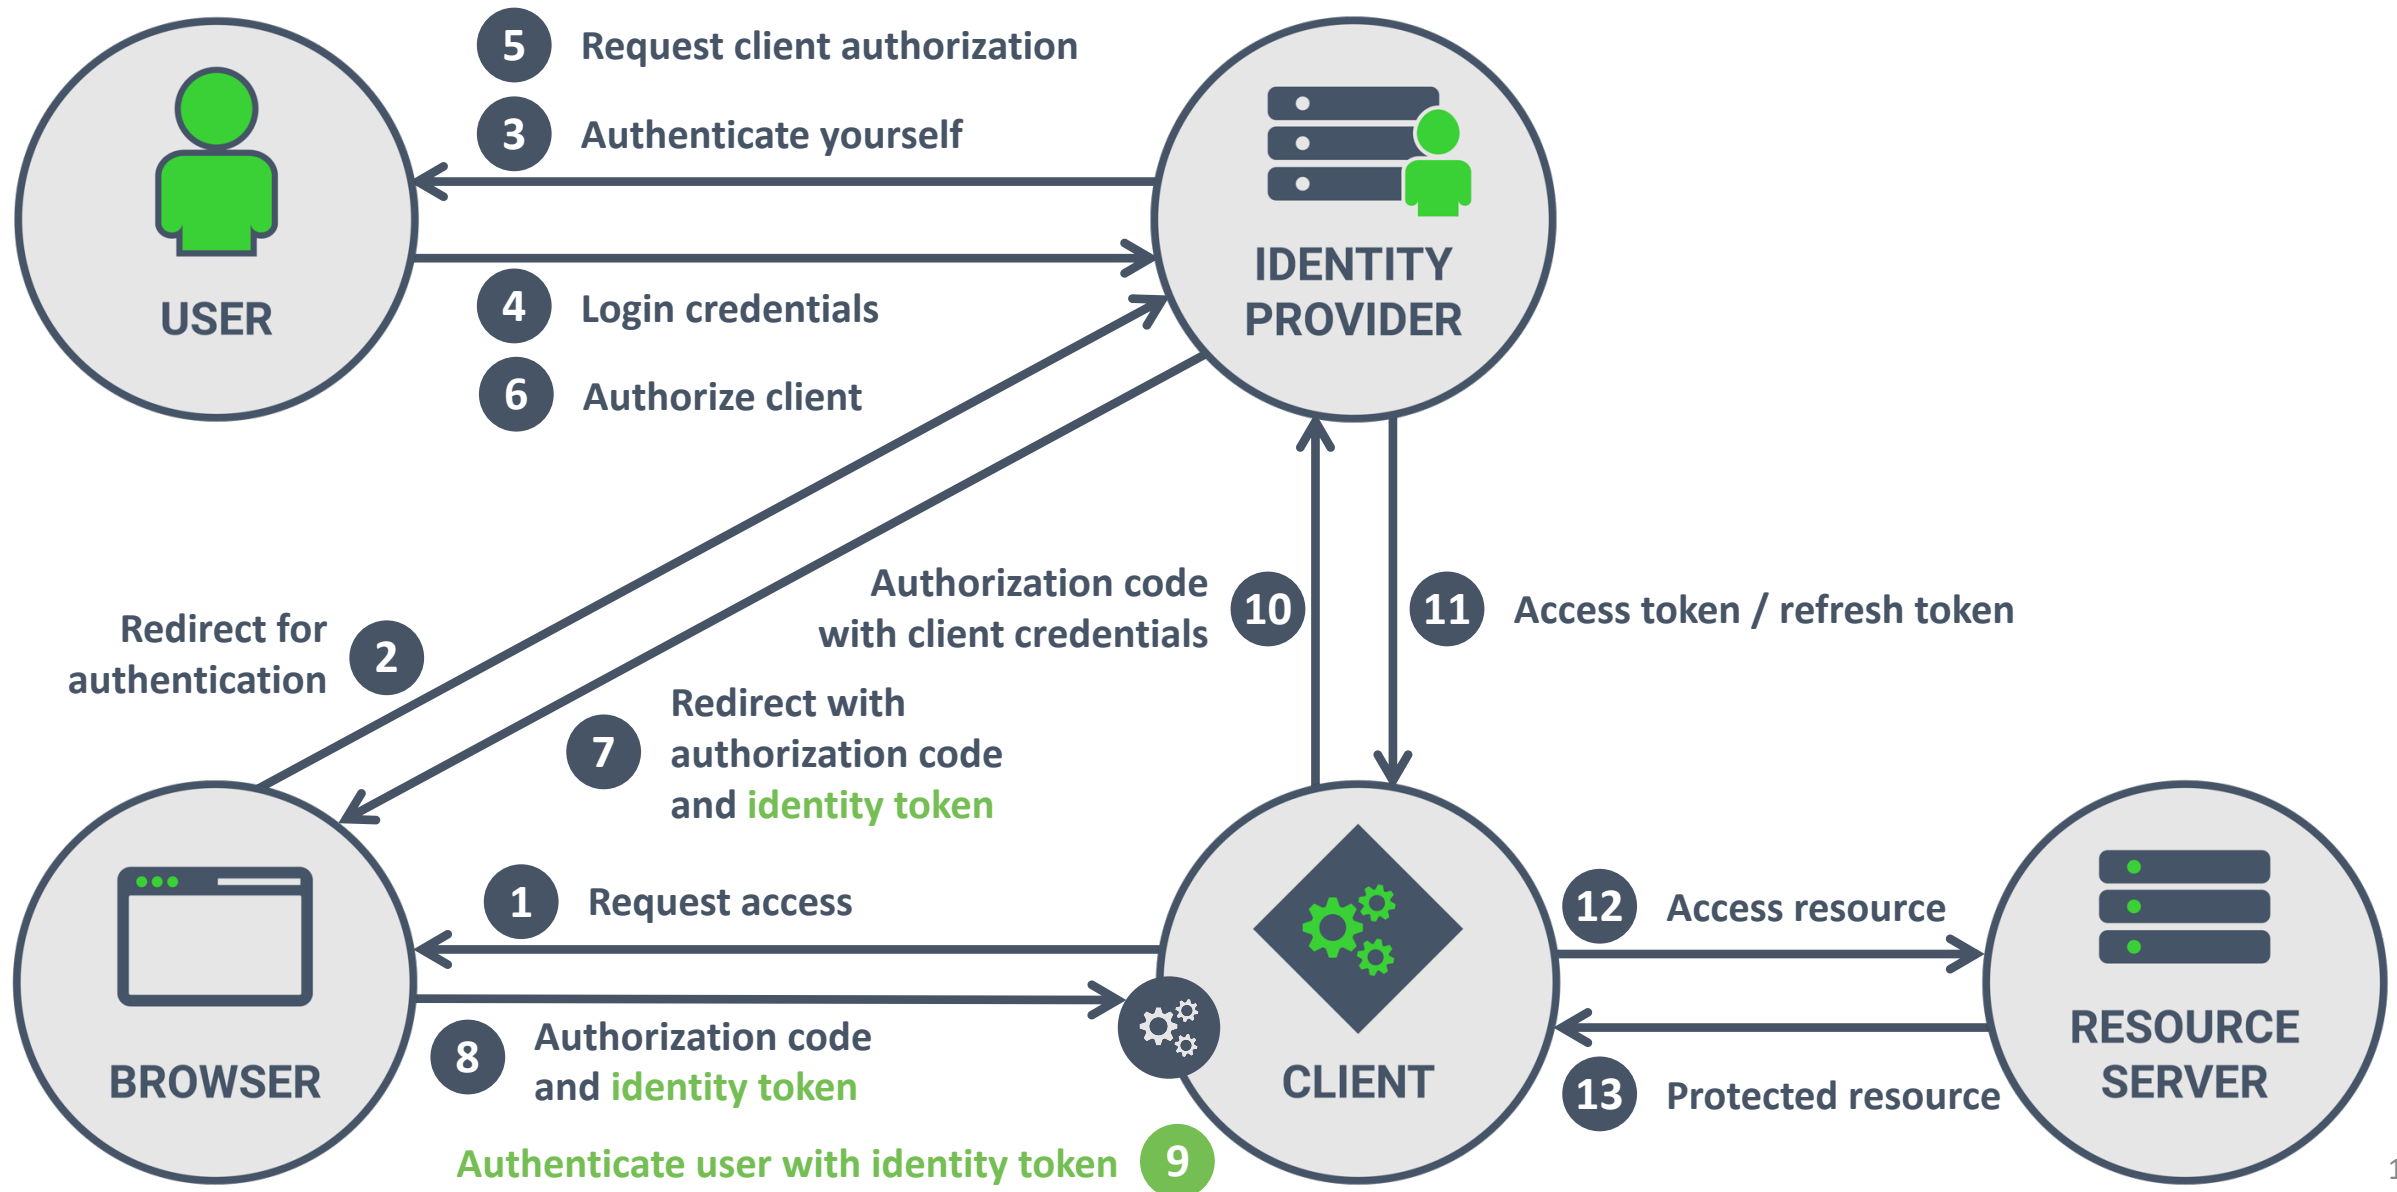 5 Request client authorization
3 Authenticate yourself
USER
IDENTITY
PROVIDER
4 Login credentials
6 Authorize client
Redirect for
authentication
2
Authorization code
with client credentials
10
11 Access token / refresh token
7
Redirect with
authorization code
and identity token
1 Request access
12 Access resource
8
Authorization code
and identity token
BROWSER
CLIENT
13 Protected resource
RESOURCE
SERVER
Authenticate user with identity token 9
1